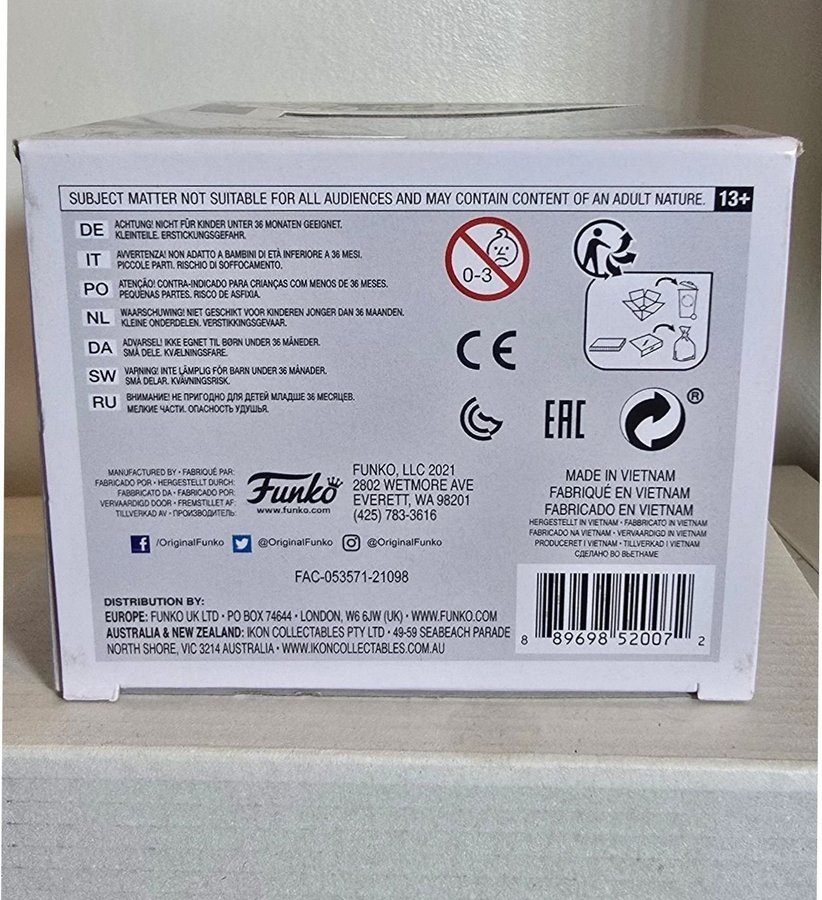 SUBJECT MATTER NOT SUITABLE FOR ALL AUDIENCES AND MAY CONTAIN CONTENT OF AN ADULT NATURE. 13+
DE ACHTUNG! NICHT FÜR KINDER UNTER 36 MONATEN GEEIGNET.
KLEINTEILE. ERSTICKUNGSGEFAHR.
IT AVVERTENZA! NON ADATTO A BAMBINI DI ETÀ INFERIORE A 36 MESI.
PICCOLE PARTI. RISCHIO DI SOFFOCAMENTO.
PO ATENÇÃO! CONTRA-INDICADO PARA CRIANÇAS COM MENOS DE 36 MESES.
PEQUENAS PARTES. RISCO DE ASFIXIA.
NL WAARSCHUWING! NIET GESCHIKT VOOR KINDEREN JONGER DAN 36 MAANDEN.
KLEINE ONDERDELEN. VERSTIKKINGSGEVAAR.
DA ADVARSEL! IKKE EGNET TIL BØRN UNDER 36 MÅNEDER.
SMÅ DELE. KVÆLNINGSFARE.
SW VARNING! INTE LÄMPLIG FÖR BARN UNDER 36 MÅNADER.
SMÅ DELAR. KVÄVNINGSRISK.
RU ВНИМАНИЕ! НЕ ПРИГОДНО ДЛЯ ДЕТЕЙ МЛАДШЕ 36 МЕСЯЦЕВ.
МЕЛКИЕ ЧАСТИ. ОПАСНОСТЬ УДУШЬЯ.
0-3
CE
EAC
®
MANUFACTURED BY • FABRIQUÉ PAR:
FABRICADO POR • HERGESTELLT DURCH:
FABBRICATO DA • FABRICADO POR:
VERVAARDIGD DOOR • FREMSTILLET AF:
TILLVERKAD AV • ПРОИЗВОДИТЕЛЬ:
Funko
www.funko.com
FUNKO, LLC 2021
2802 WETMORE AVE
EVERETT, WA 98201
(425) 783-3616
/OriginalFunko @OriginalFunko @OriginalFunko
FAC-053571-21098
MADE IN VIETNAM
FABRIQUÉ EN VIETNAM
FABRICADO EN VIETNAM
HERGESTELLT IN VIETNAM • FABBRICATO IN VIETNAM
FABRICADO NA VIETNAM • VERVAARDIGD IN VIETNAM
PRODUCERET I VIETNAM • TILLVERKAD I VIETNAM
СДЕЛАНО ВО ВЬЕТНАМЕ
DISTRIBUTION BY:
EUROPE: FUNKO UK LTD • PO BOX 74644 • LONDON, W6 6JW (UK) • WWW.FUNKO.COM
AUSTRALIA & NEW ZEALAND: IKON COLLECTABLES PTY LTD • 49-59 SEABEACH PARADE
NORTH SHORE, VIC 3214 AUSTRALIA • WWW.IKONCOLLECTABLES.COM.AU
8 89698 52007 2